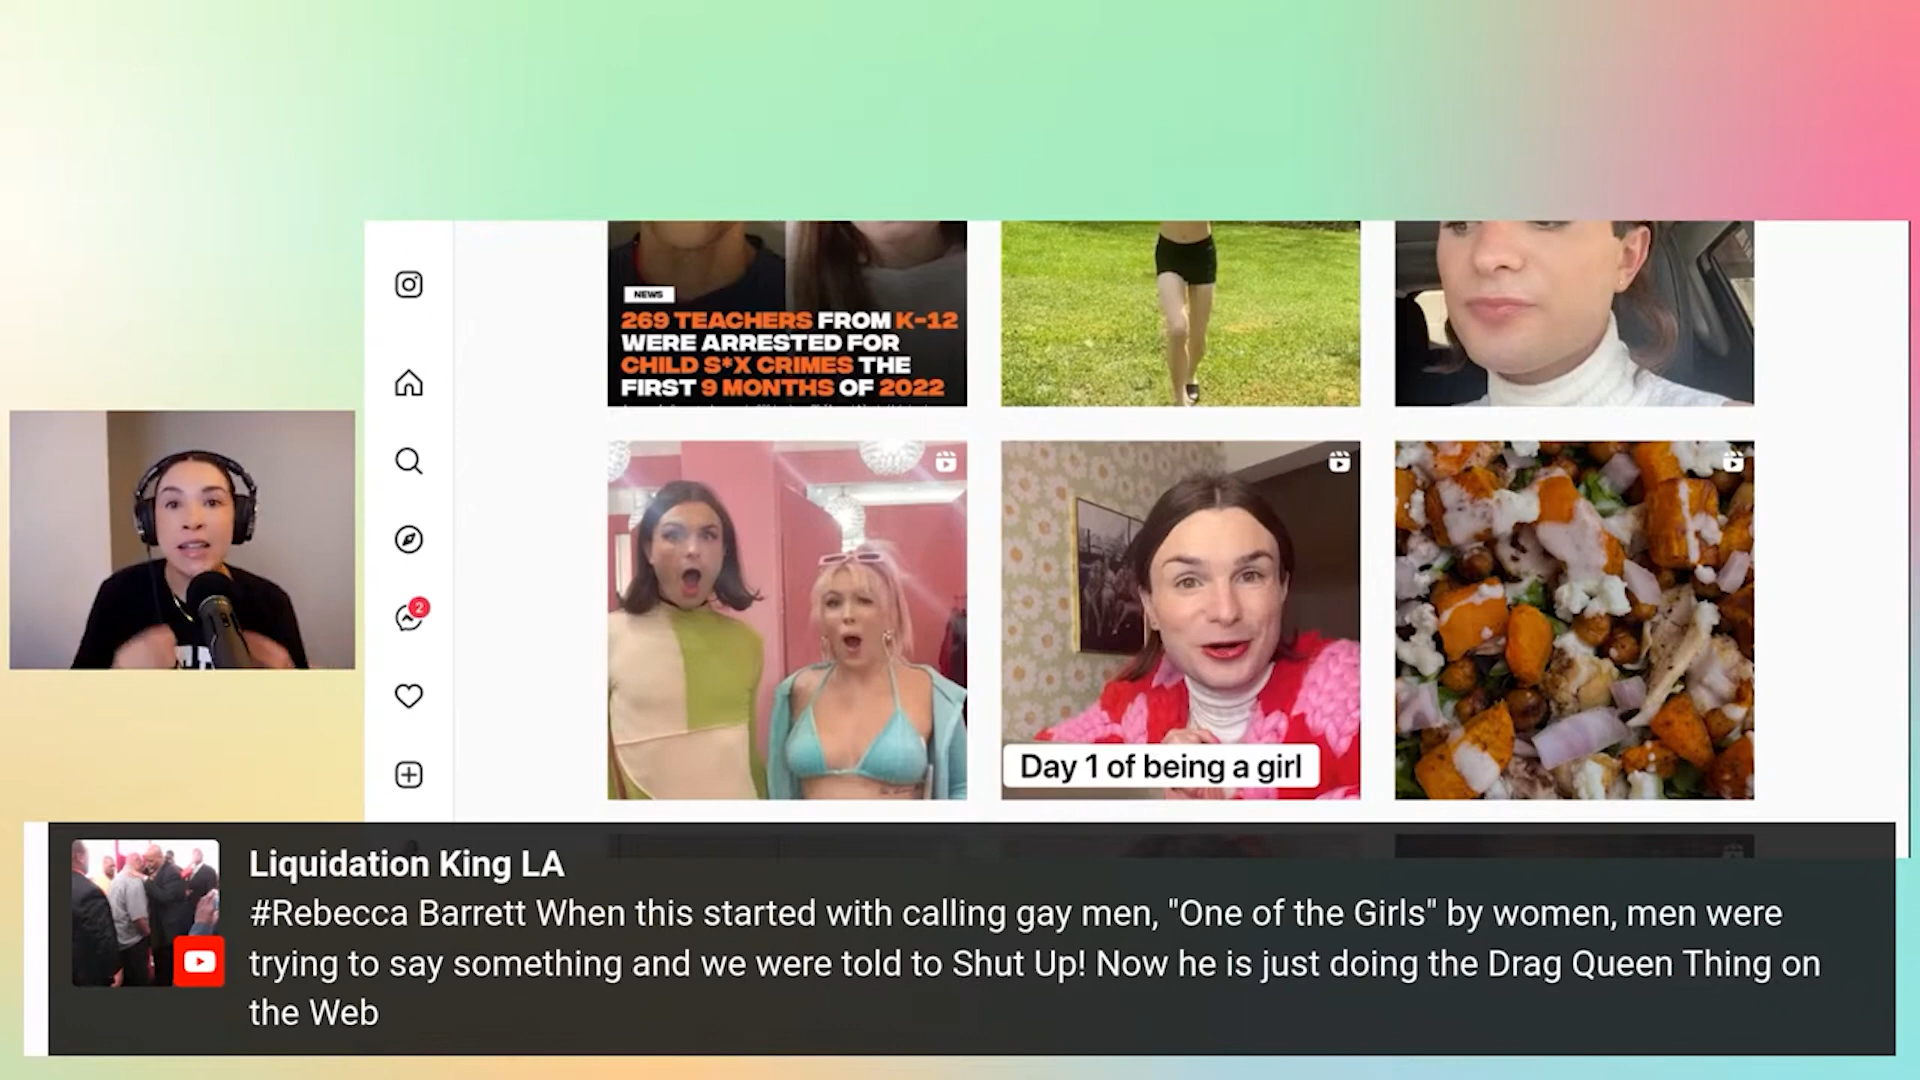 NEWS
269 TEACHERS FROM K-12
WERE ARRESTED FOR
CHILD S*X CRIMES THE
FIRST 9 MONTHS OF 2022
2
Day 1 of being a girl
Liquidation King LA
#Rebecca Barrett When this started with calling gay men, "One of the Girls" by women, men were
trying to say something and we were told to Shut Up! Now he is just doing the Drag Queen Thing on
the Web